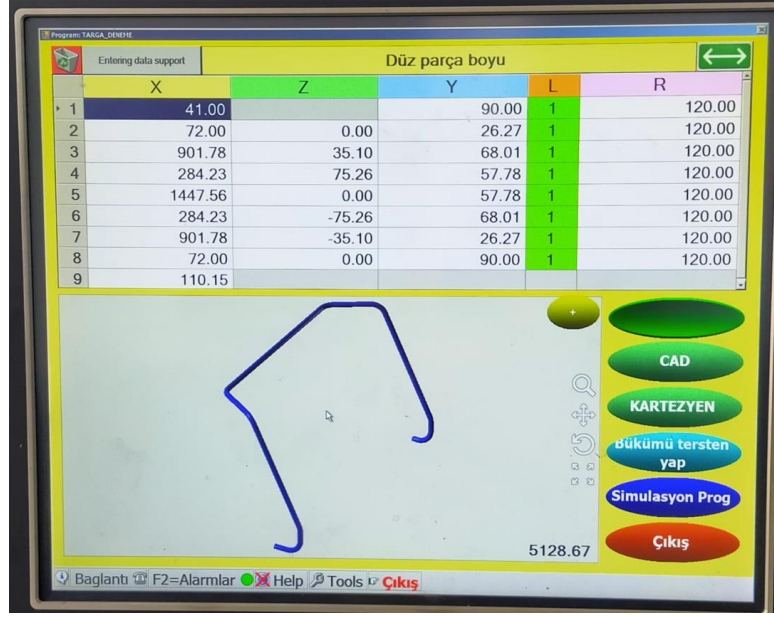 Program: TARGA_DENEME
Entering data support Düz parça boyu
X Z Y L R
1 41.00 90.00 1 120.00
2 72.00 0.00 26.27 1 120.00
3 901.78 35.10 68.01 1 120.00
4 284.23 75.26 57.78 1 120.00
5 1447.56 0.00 57.78 1 120.00
6 284.23 -75.26 68.01 1 120.00
7 901.78 -35.10 26.27 1 120.00
8 72.00 0.00 90.00 1 120.00
9 110.15
+
CAD
KARTEZYEN
Bükümü tersten
yap
Simulasyon Prog
Çıkış
5128.67
Baglantı F2=Alarmlar Help Tools Çıkış